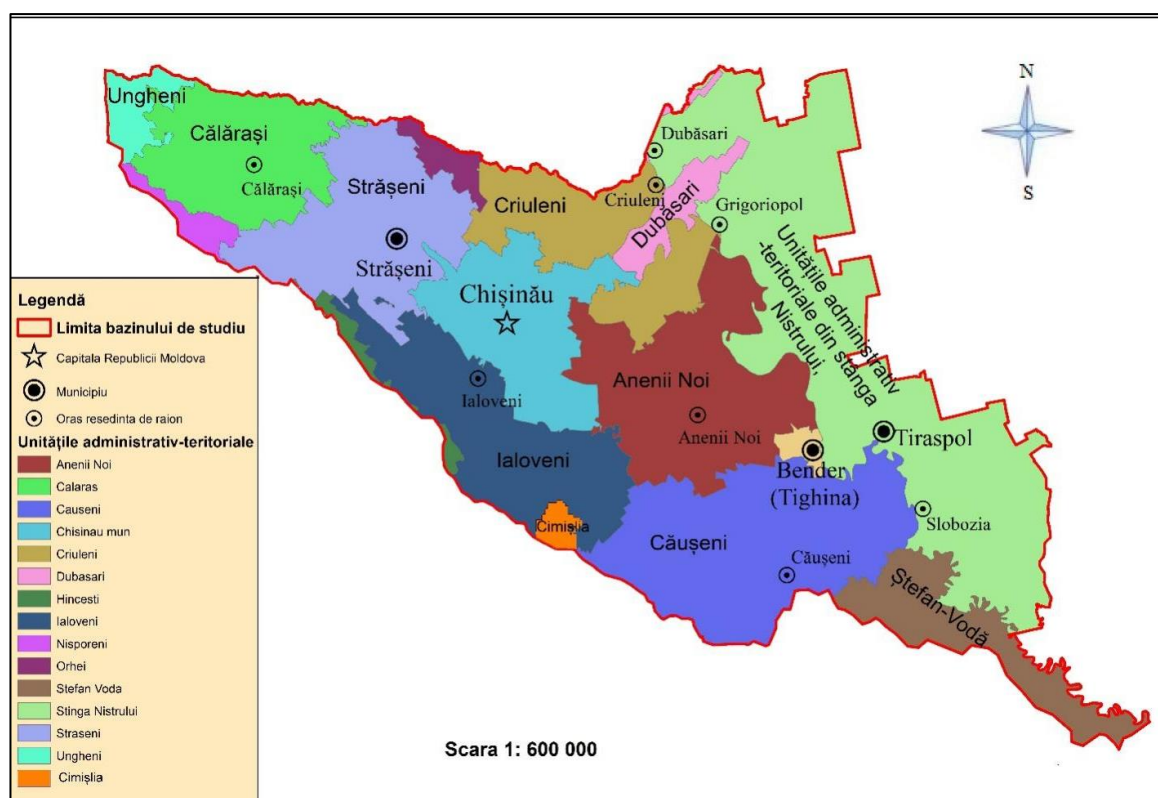 N
S
Ungheni
Călărași
Călărași
Strășeni
Strășeni
Criuleni
Dubăsari
Criuleni
Dubăsari
Grigoriopol
Unitățile administrativ
-teritoriale din stânga
Nistrului,
Chișinău
Ialoveni
Anenii Noi
Anenii Noi
Ialoveni
Cimișlia
Bender
(Tighina)
Tiraspol
Slobozia
Căușeni
Căușeni
Ștefan-Vodă
Scara 1: 600 000
Legendă
Limita bazinului de studiu
Capitala Republicii Moldova
Municipiu
Oras resedinta de raion
Unitățile administrativ-teritoriale
Anenii Noi
Calaras
Causeni
Chisinau mun
Criuleni
Dubasari
Hincesti
Ialoveni
Nisporeni
Orhei
Stefan Voda
Stinga Nistrului
Straseni
Ungheni
Cimișlia